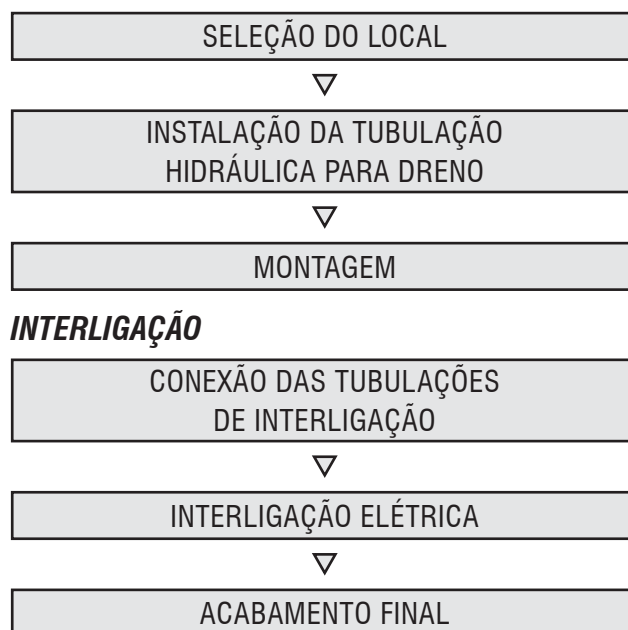 SELEÇÃO DO LOCAL
INSTALAÇÃO DA TUBULAÇÃO
HIDRÁULICA PARA DRENO
MONTAGEM
INTERLIGAÇÃO
CONEXÃO DAS TUBULAÇÕES
DE INTERLIGAÇÃO
INTERLIGAÇÃO ELÉTRICA
ACABAMENTO FINAL